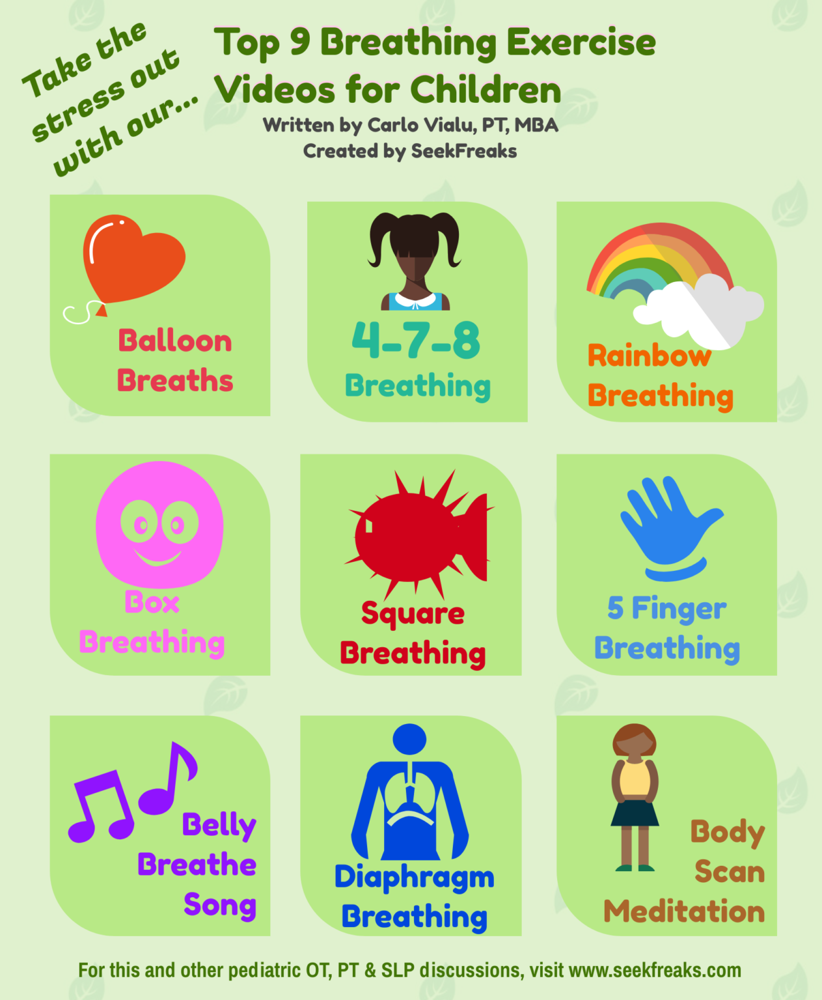 Take the
stress out
with our...
Top 9 Breathing Exercise
Videos for Children
Written by Carlo Vialu, PT, MBA
Created by SeekFreaks
Balloon
Breaths
4-7-8
Breathing
Rainbow
Breathing
Box
Breathing
Square
Breathing
5 Finger
Breathing
Belly
Breathe
Song
Diaphragm
Breathing
Body
Scan
Meditation
For this and other pediatric OT, PT & SLP discussions, visit www.seekfreaks.com